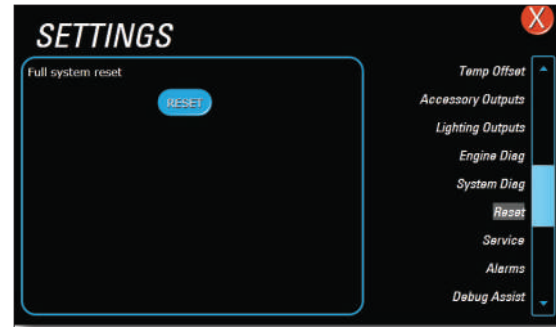 SETTINGS
X
Full system reset
RESET
Temp Offset
Accessory Outputs
Lighting Outputs
Engine Diag
System Diag
Reset
Service
Alarms
Debug Assist